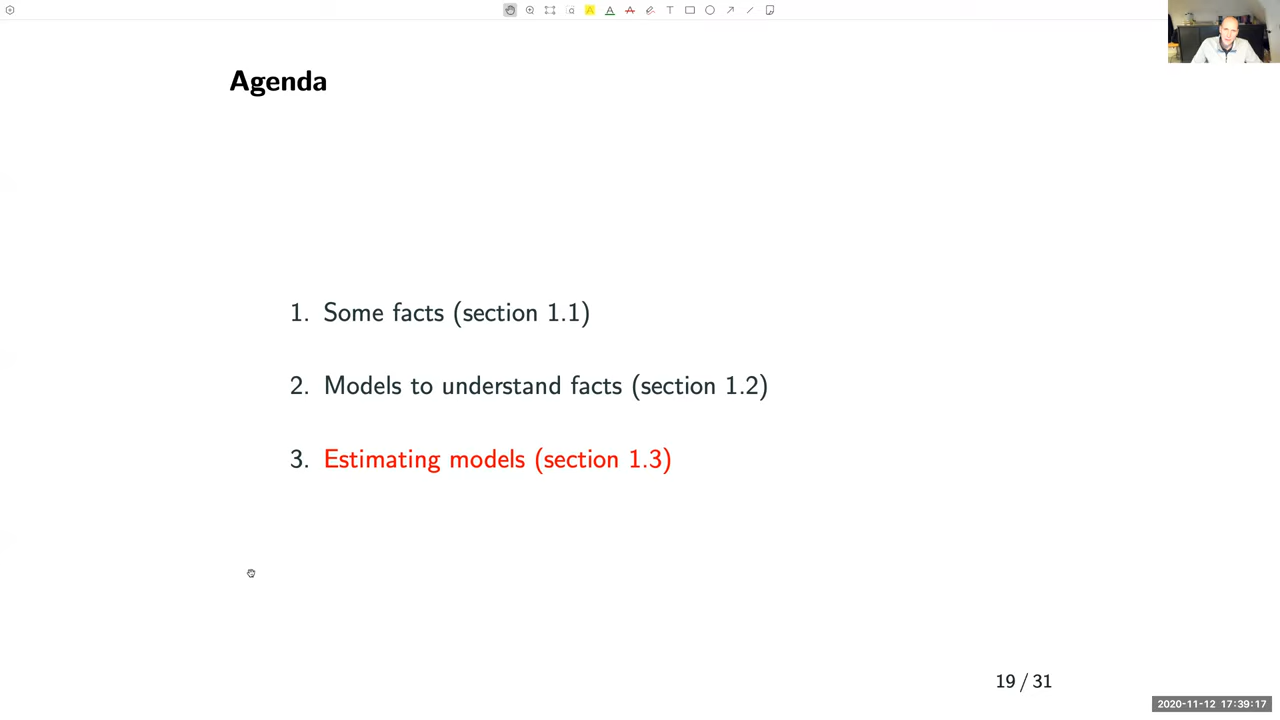 Agenda
1. Some facts (section 1.1)
2. Models to understand facts (section 1.2)
3. Estimating models (section 1.3)
19 / 31
2020-11-12 17:39:17